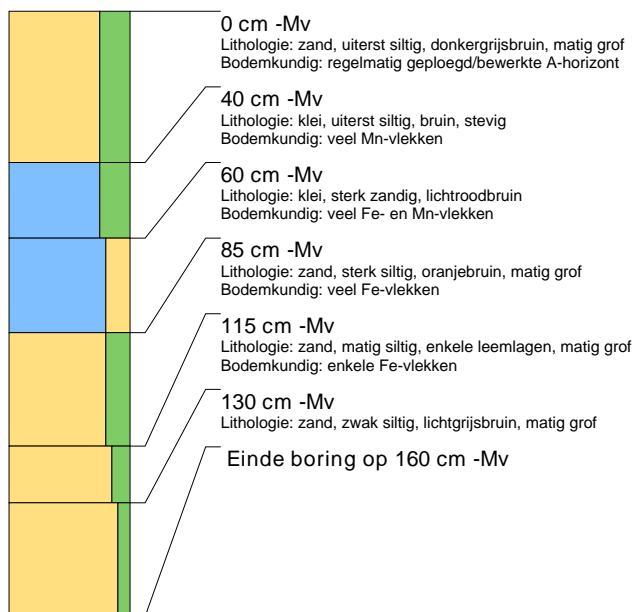 0 cm -Mv
Lithologie: zand, uiterst siltig, donkergrijsbruin, matig grof
Bodemkundig: regelmatig geploegd/bewerkte A-horizont
40 cm -Mv
Lithologie: klei, uiterst siltig, bruin, stevig
Bodemkundig: veel Mn-vlekken
60 cm -Mv
Lithologie: klei, sterk zandig, lichtroodbruin
Bodemkundig: veel Fe- en Mn-vlekken
85 cm -Mv
Lithologie: zand, sterk siltig, oranjebruin, matig grof
Bodemkundig: veel Fe-vlekken
115 cm -Mv
Lithologie: zand, matig siltig, enkele leemlagen, matig grof
Bodemkundig: enkele Fe-vlekken
130 cm -Mv
Lithologie: zand, zwak siltig, lichtgrijsbruin, matig grof
Einde boring op 160 cm -Mv